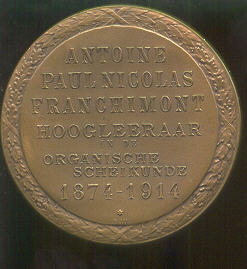 ANTOINE
PAUL NICOLAS
FRANCHIMONT
HOOGLEERAAR
IN DE
ORGANISCHE
SCHEIKUNDE
1874-1914